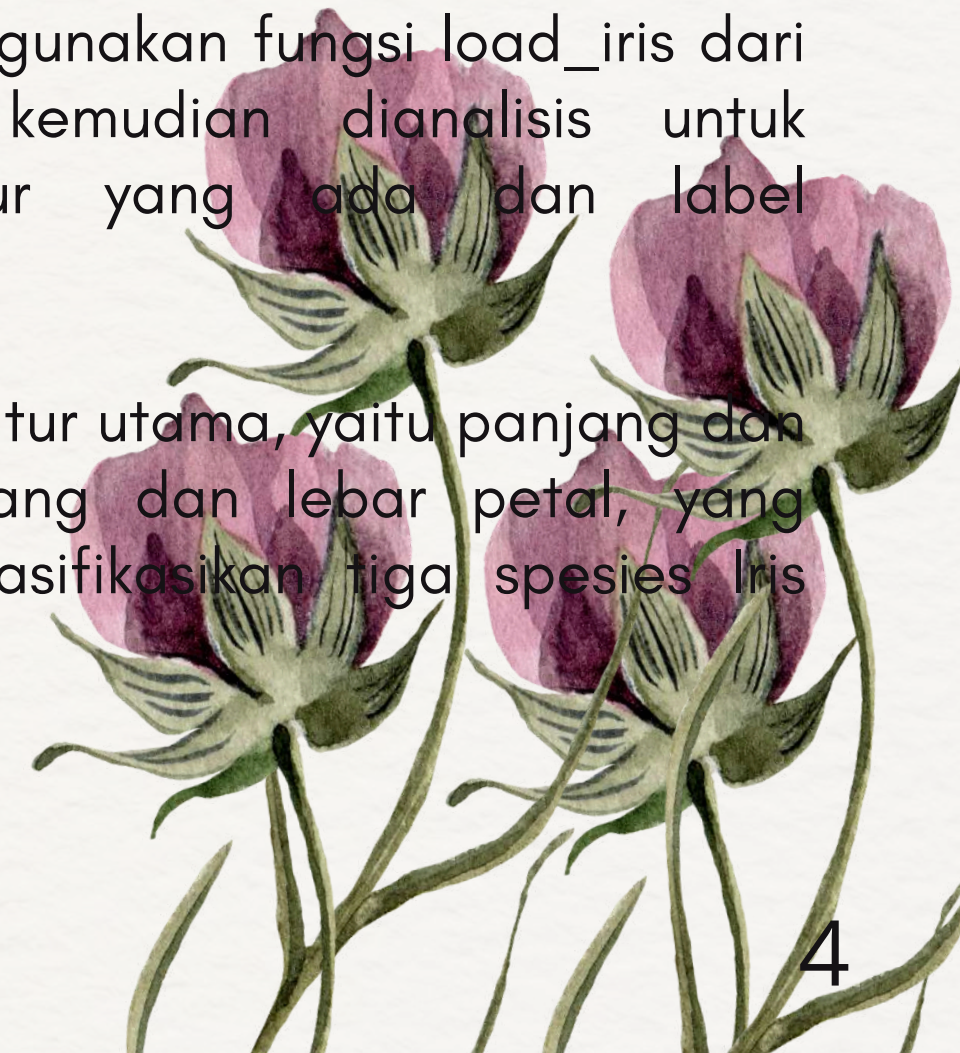 gunakan fungsi load_iris dari
kemudian dianalisis untuk
ur yang ada dan label
tur utama, yaitu panjang dan
ang dan lebar petal, yang
asifikasikan tiga spesies Iris
4